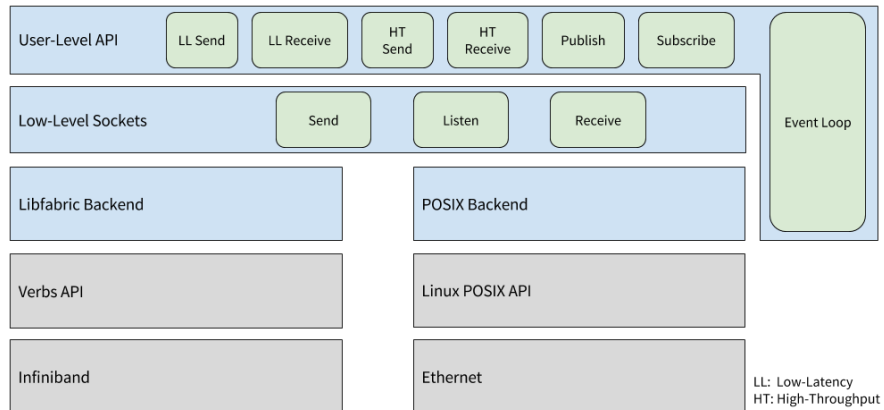 User-Level API
LL Send
LL Receive
HT
Send
HT
Receive
Publish
Subscribe
Event Loop
Low-Level Sockets
Send
Listen
Receive
Libfabric Backend
POSIX Backend
Verbs API
Linux POSIX API
Infiniband
Ethernet
LL: Low-Latency
HT: High-Throughput